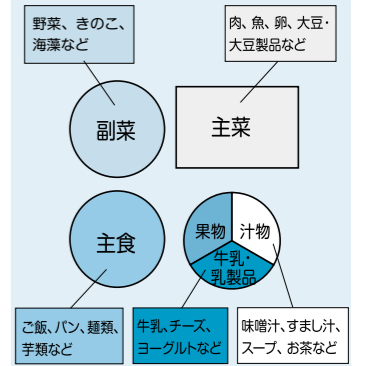 野菜、きのこ、
海藻など
肉、魚、卵、大豆・
大豆製品など
副菜
主菜
主食
果物
汁物
牛乳・
乳製品
ご飯、パン、麺類、
芋類など
牛乳、チーズ、
ヨーグルトなど
味噌汁、すまし汁、
スープ、お茶など